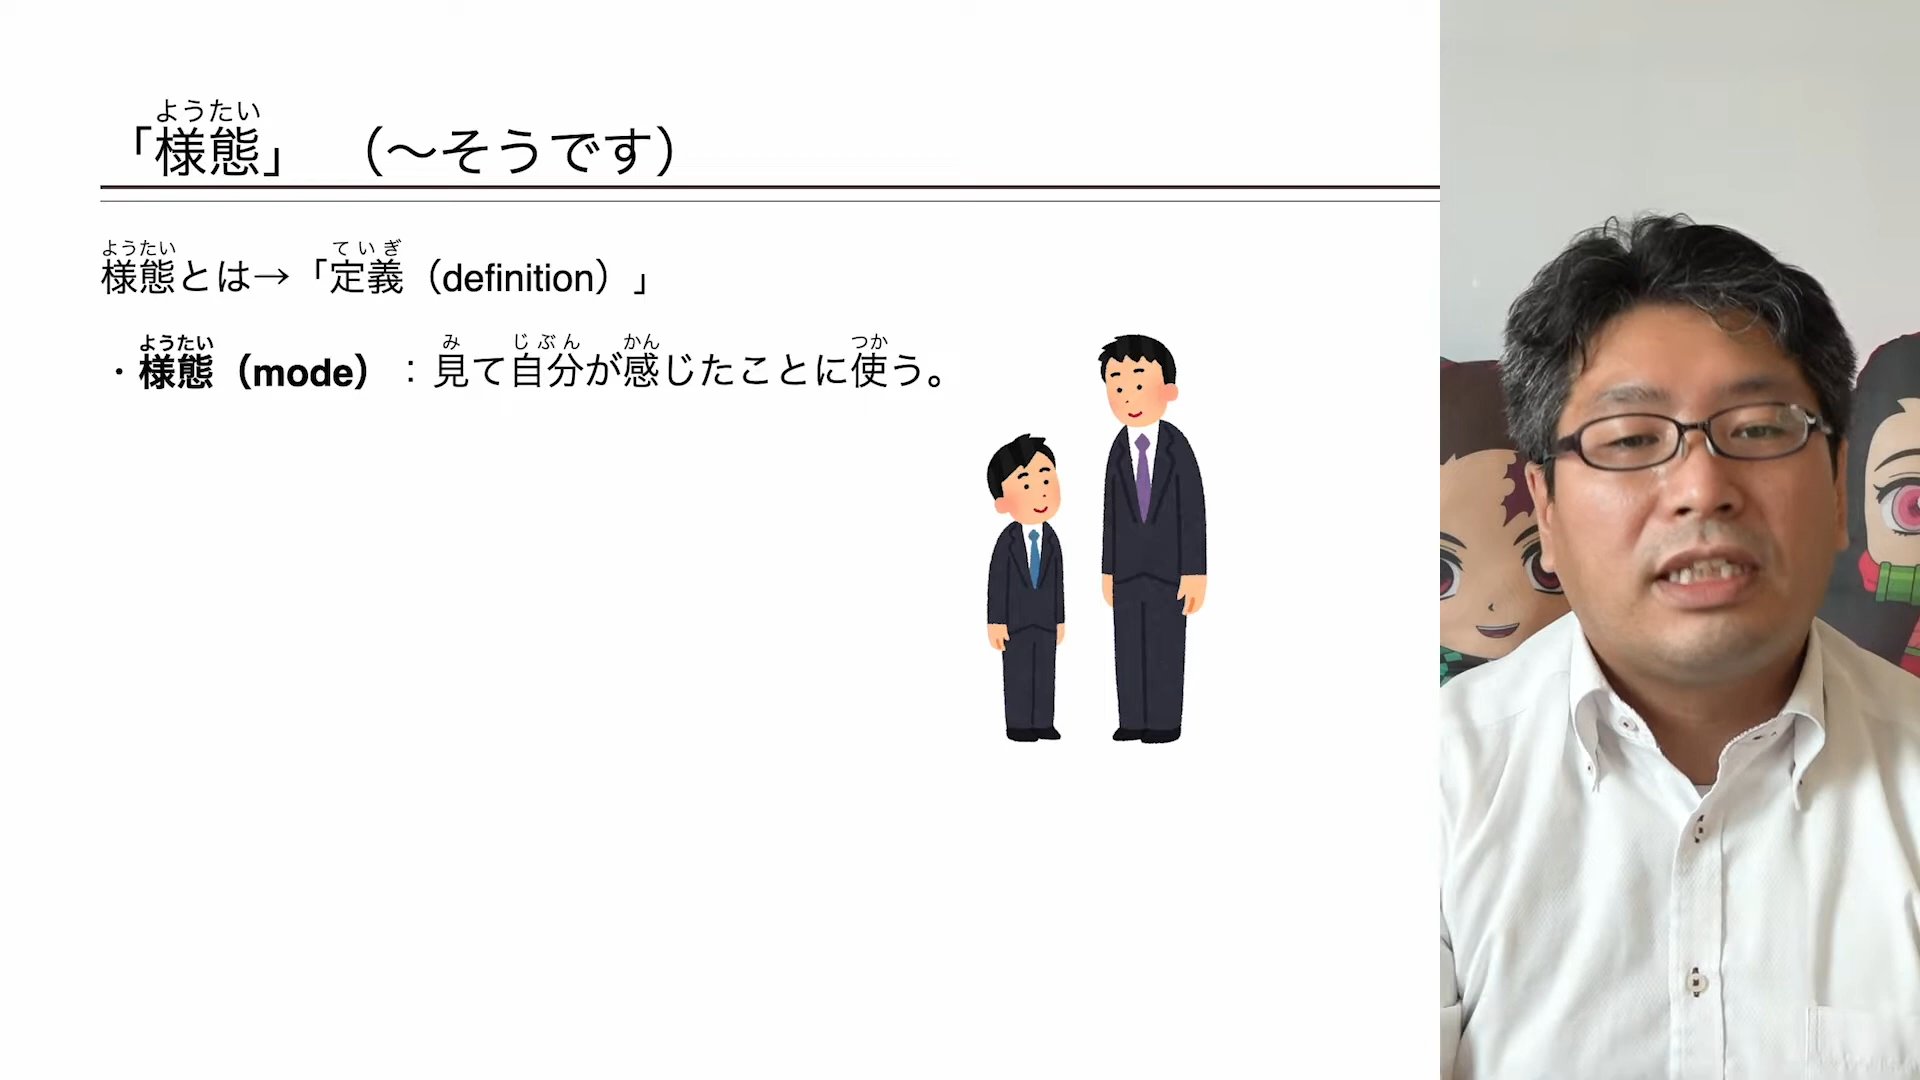 ようたい
「様態」 （〜そうです）
ようたい ていぎ
様態とは→「定義（definition）」
ようたい み じぶん かん つか
・様態（mode）：見て自分が感じたことに使う。